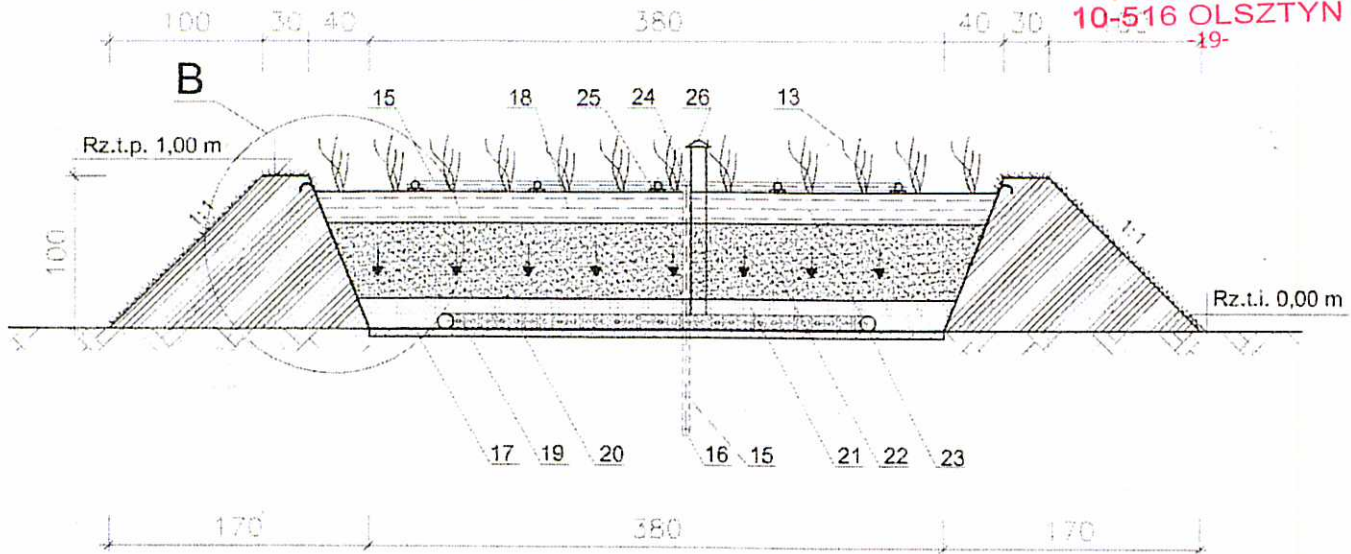 10-516 OLSZTYN
-19-
100 30 40 380 40 30
B
15 18 25 24 26 13
Rz.t.p. 1,00 m
1:1
100
1:1
Rz.t.i. 0,00 m
17 19 20 16 15 21 22 23
170 380 170